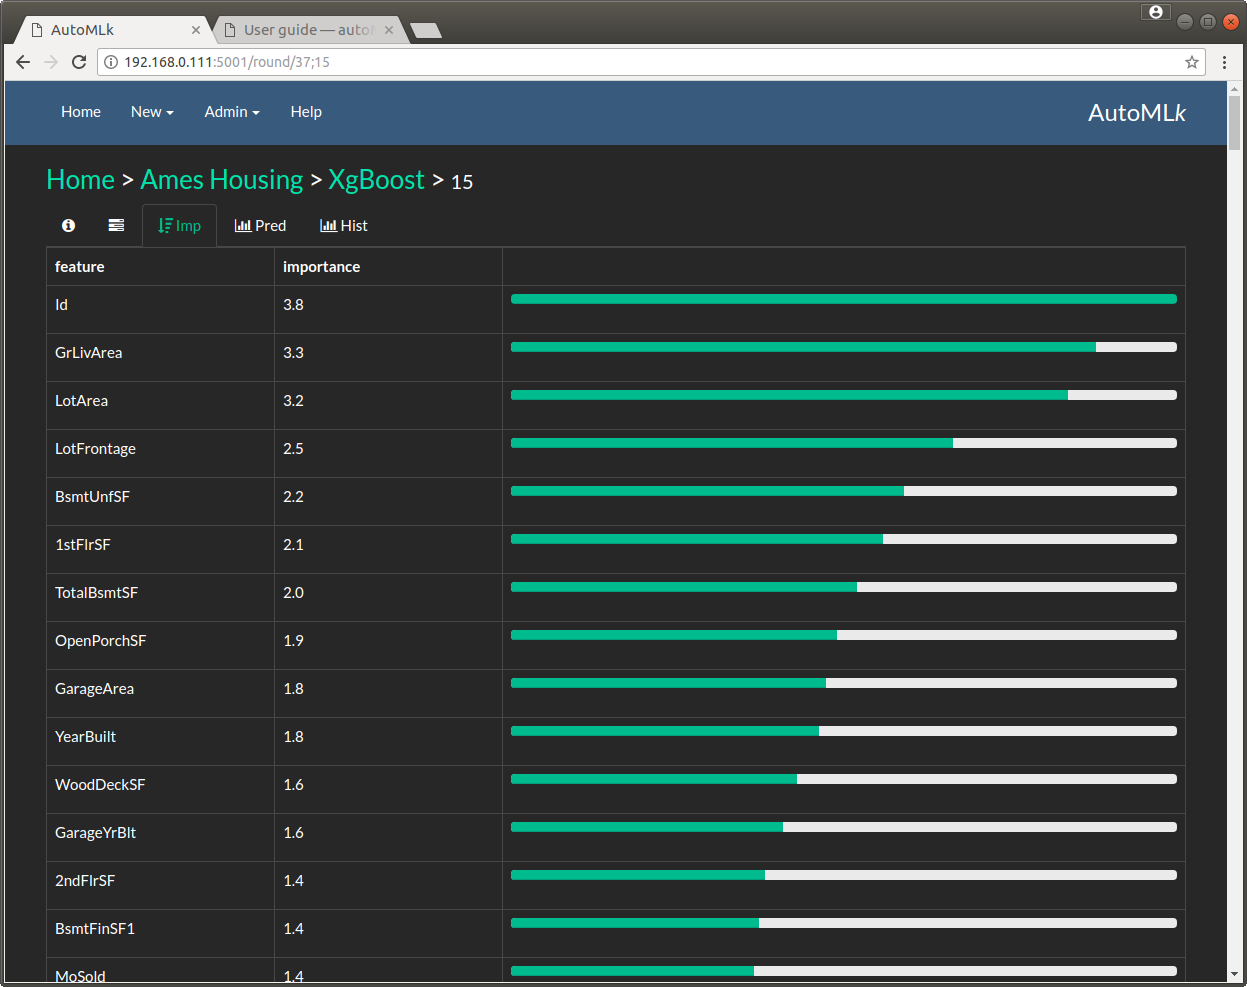 AutoMLk
User guide — auto
192.168.0.111:5001/round/37;15
Home New Admin Help AutoMLk
Home > Ames Housing > XgBoost > 15
Imp Pred Hist
feature importance
Id 3.8
GrLivArea 3.3
LotArea 3.2
LotFrontage 2.5
BsmtUnfSF 2.2
1stFlrSF 2.1
TotalBsmtSF 2.0
OpenPorchSF 1.9
GarageArea 1.8
YearBuilt 1.8
WoodDeckSF 1.6
GarageYrBlt 1.6
2ndFlrSF 1.4
BsmtFinSF1 1.4
MoSold 1.4